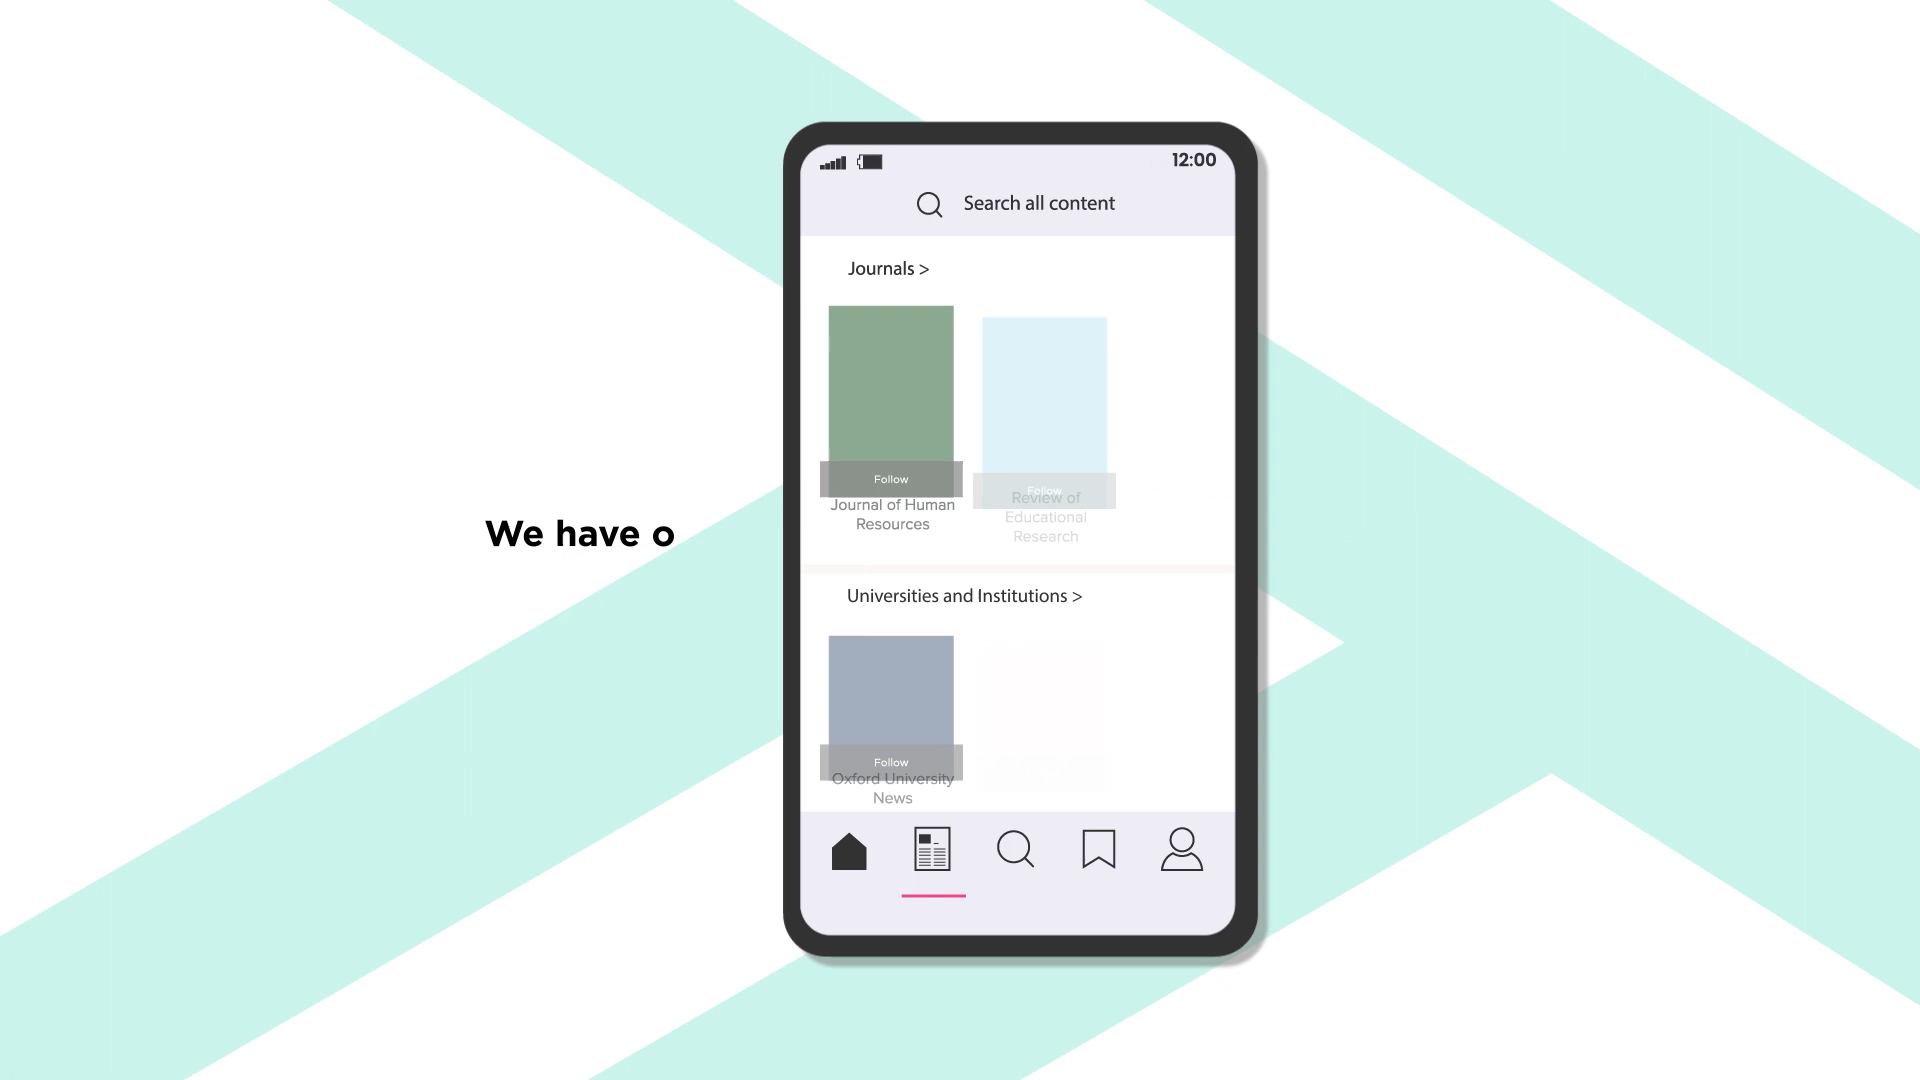 12:00
Search all content
Journals >
Follow
Follow
Journal of Human
Resources
Review of
Educational
Research
We have o
Universities and Institutions >
Follow
Oxford University
News